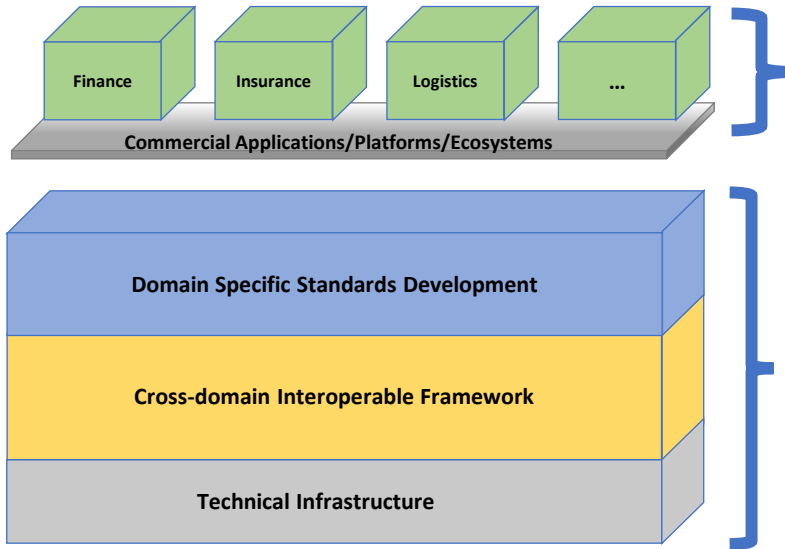 Finance
Insurance
Logistics
...
Commercial Applications/Platforms/Ecosystems
Domain Specific Standards Development
Cross-domain Interoperable Framework
Technical Infrastructure